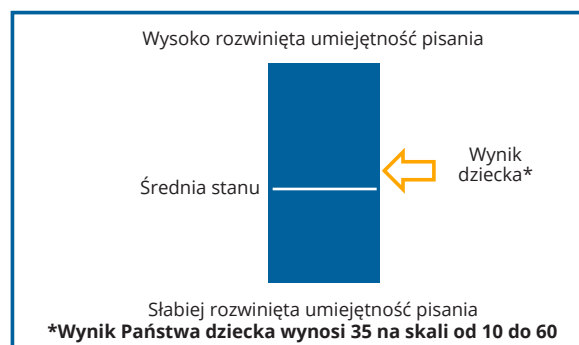 Wysoko rozwinięta umiejętność pisania
Wynik
dziecka*
Średnia stanu
Słabiej rozwinięta umiejętność pisania
*Wynik Państwa dziecka wynosi 35 na skali od 10 do 60